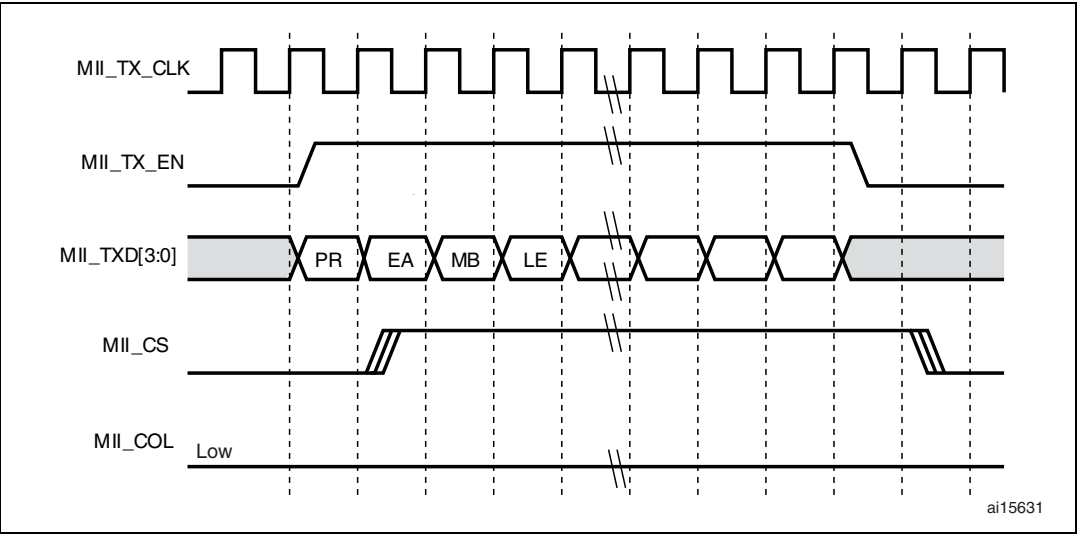 MII_TX_CLK
MII_TX_EN
MII_TXD[3:0]
PR EA MB LE
MII_CS
MII_COL
Low
ai15631